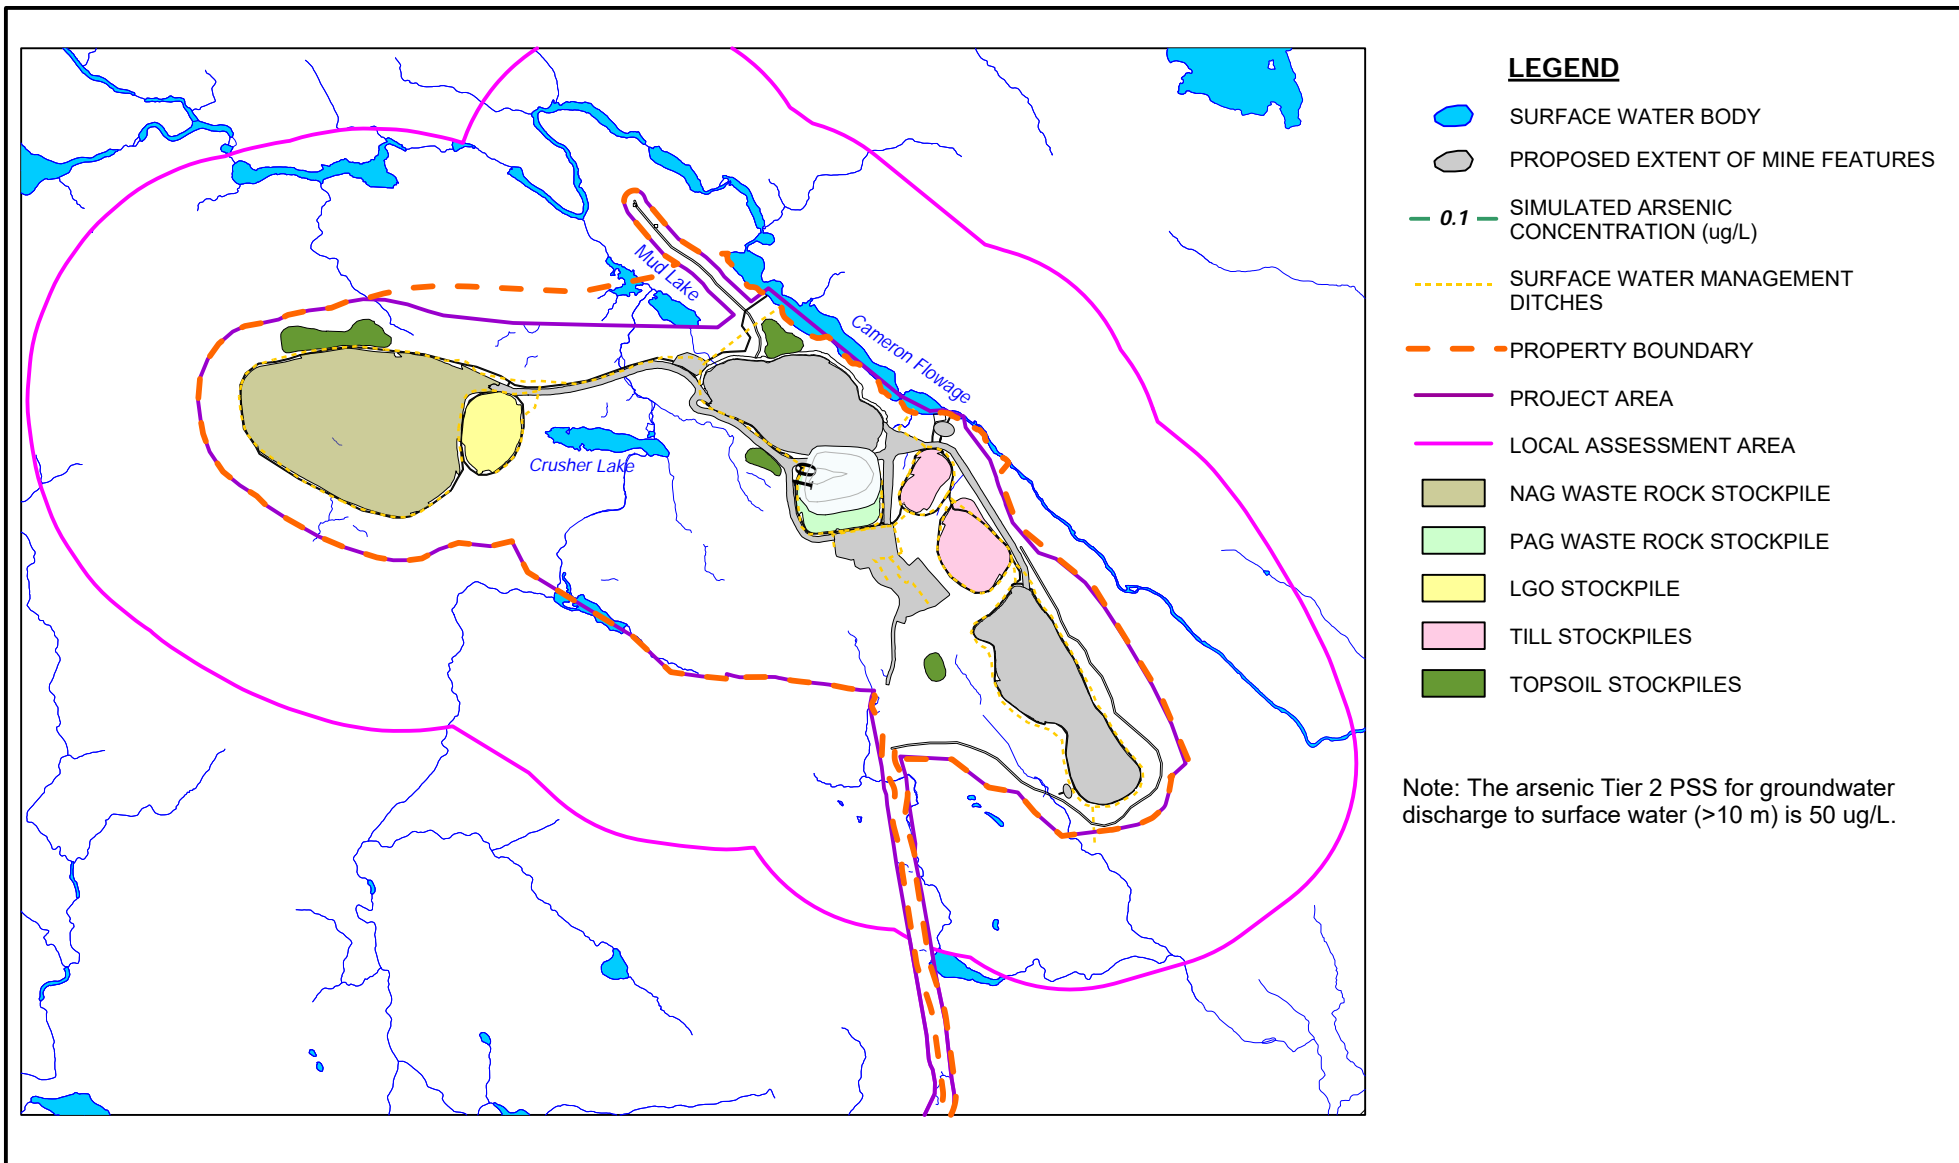 Mud Lake
Cameron Flowage
Crusher Lake
LEGEND
SURFACE WATER BODY
PROPOSED EXTENT OF MINE FEATURES
0.1
SIMULATED ARSENIC
CONCENTRATION (ug/L)
SURFACE WATER MANAGEMENT
DITCHES
PROPERTY BOUNDARY
PROJECT AREA
LOCAL ASSESSMENT AREA
NAG WASTE ROCK STOCKPILE
PAG WASTE ROCK STOCKPILE
LGO STOCKPILE
TILL STOCKPILES
TOPSOIL STOCKPILES
Note: The arsenic Tier 2 PSS for groundwater
discharge to surface water (>10 m) is 50 ug/L.